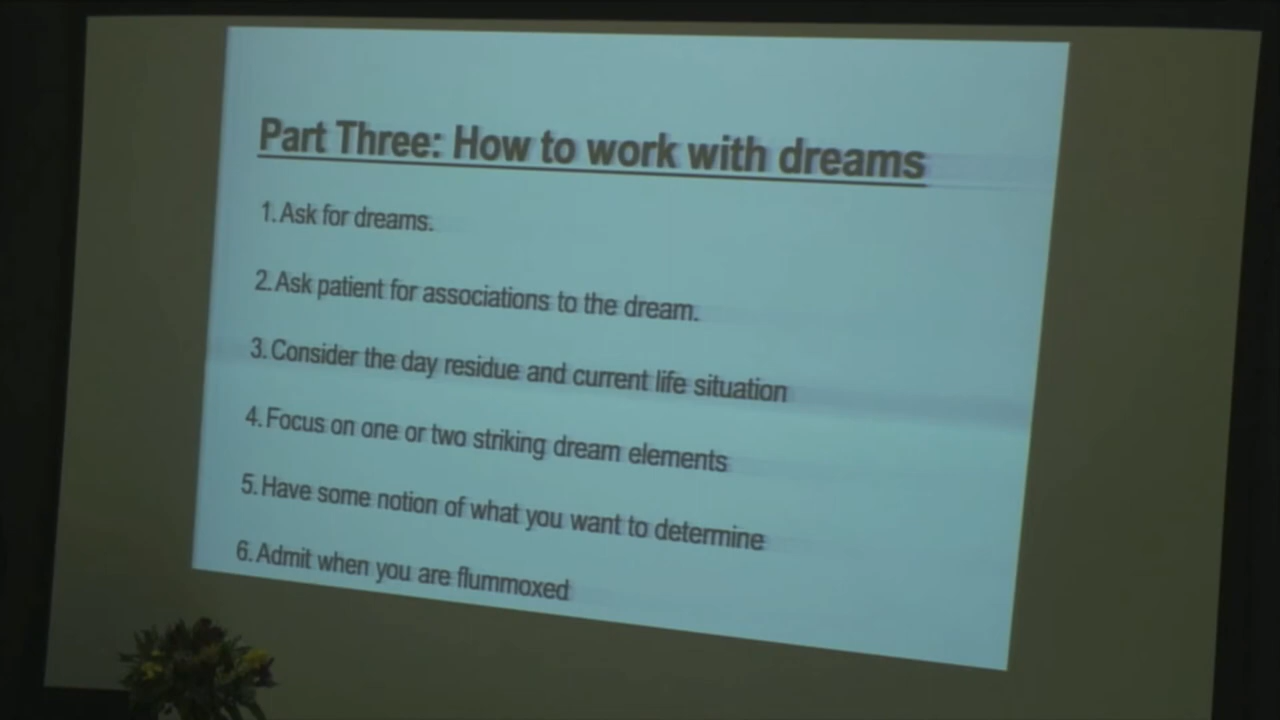 Part Three: How to work with dreams
1. Ask for dreams.
2. Ask patient for associations to the dream.
3. Consider the day residue and current life situation
4. Focus on one or two striking dream elements
5. Have some notion of what you want to determine
6. Admit when you are flummoxed